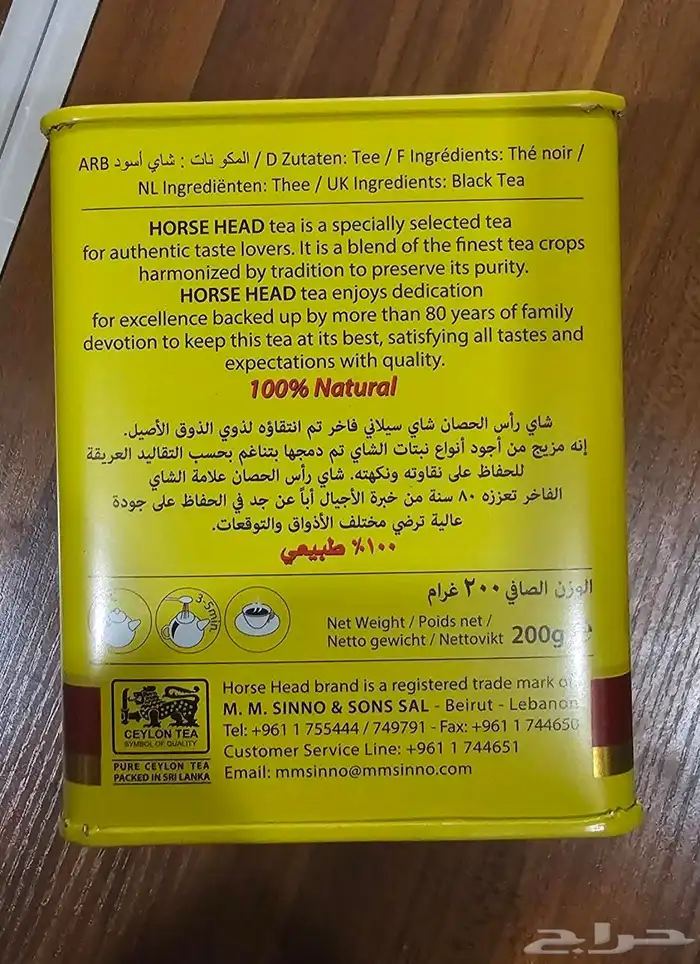 ARB المكو نات : شاي أسود / D Zutaten: Tee / F Ingrédients: Thé noir /
NL Ingrediënten: Thee / UK Ingredients: Black Tea
HORSE HEAD tea is a specially selected tea
for authentic taste lovers. It is a blend of the finest tea crops
harmonized by tradition to preserve its purity.
HORSE HEAD tea enjoys dedication
for excellence backed up by more than 80 years of family
devotion to keep this tea at its best, satisfying all tastes and
expectations with quality.
100% Natural
شاي رأس الحصان شاي سيلاني فاخر تم انتقاؤه لذوي الذوق الأصيل.
إنه مزيج من أجود أنواع نبتات الشاي تم دمجها بتناغم بحسب التقاليد العريقة
للحفاظ على نقاوته ونكهته. شاي رأس الحصان علامة الشاي
الفاخر تعززه ٨٠ سنة من خبرة الأجيال أباً عن جد في الحفاظ على جودة
عالية ترضي مختلف الأذواق والتوقعات.
١٠٠٪ طبيعي
الوزن الصافي ٢٠٠ غرام
3-5min
Net Weight / Poids net /
Netto gewicht / Nettovikt 200g e
Horse Head brand is a registered trade mark of
M. M. SINNO & SONS SAL - Beirut - Lebanon
Tel: +961 1 755444 / 749791 - Fax: +961 1 744650
Customer Service Line: +961 1 744651
Email: mmsinno@mmsinno.com
CEYLON TEA
SYMBOL OF QUALITY
PURE CEYLON TEA
PACKED IN SRI LANKA
حراج